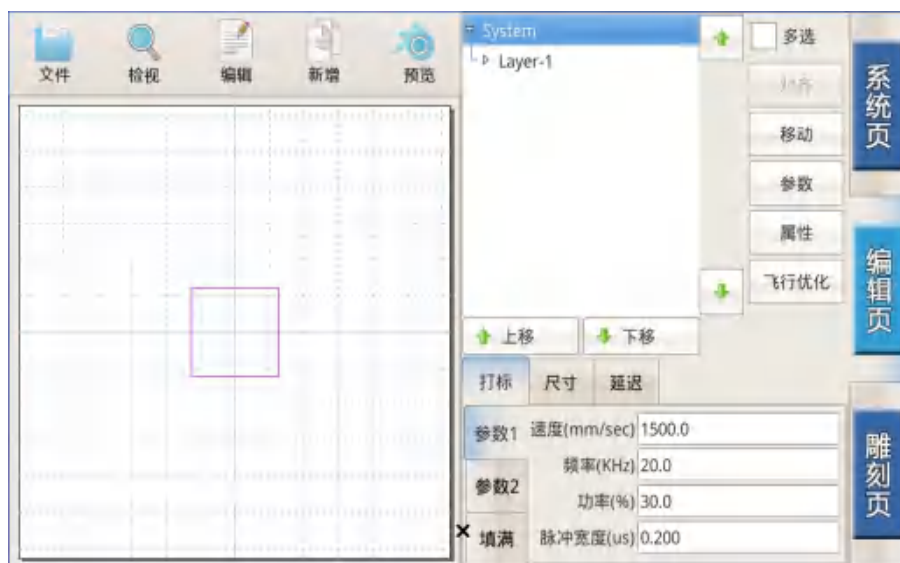 文件 检视 编辑 新增 预览
System
Layer-1
多选
对齐
移动
参数
属性
飞行优化
上移 下移
打标 尺寸 延迟
参数1
参数2
填满
速度(mm/sec) 1500.0
频率(KHz) 20.0
功率(%) 30.0
脉冲宽度(us) 0.200
系统页
编辑页
雕刻页